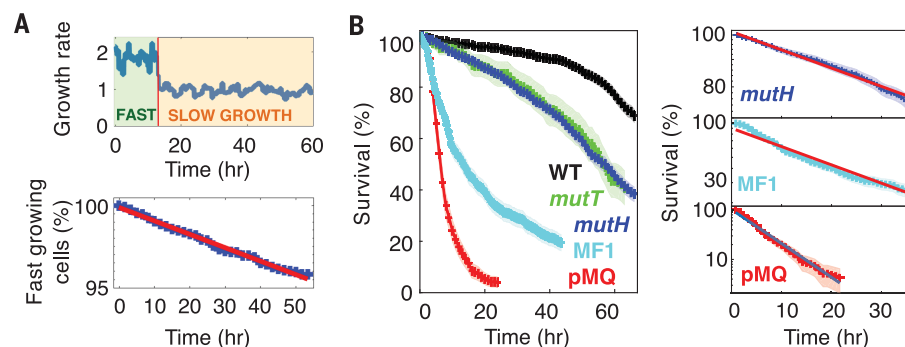 A
Growth rate
2
1
0
FAST
SLOW GROWTH
0 20 40 60
Time (hr)
Fast growing
cells (%)
100
95
0 10 20 30 40 50
Time (hr)
B
Survival (%)
100
80
60
40
20
0
WT
mutT
mutH
MF1
pMQ
0 20 40 60
Time (hr)
Survival (%)
100
80
mutH
100
30
MF1
100
10
pMQ
0 10 20 30
Time (hr)